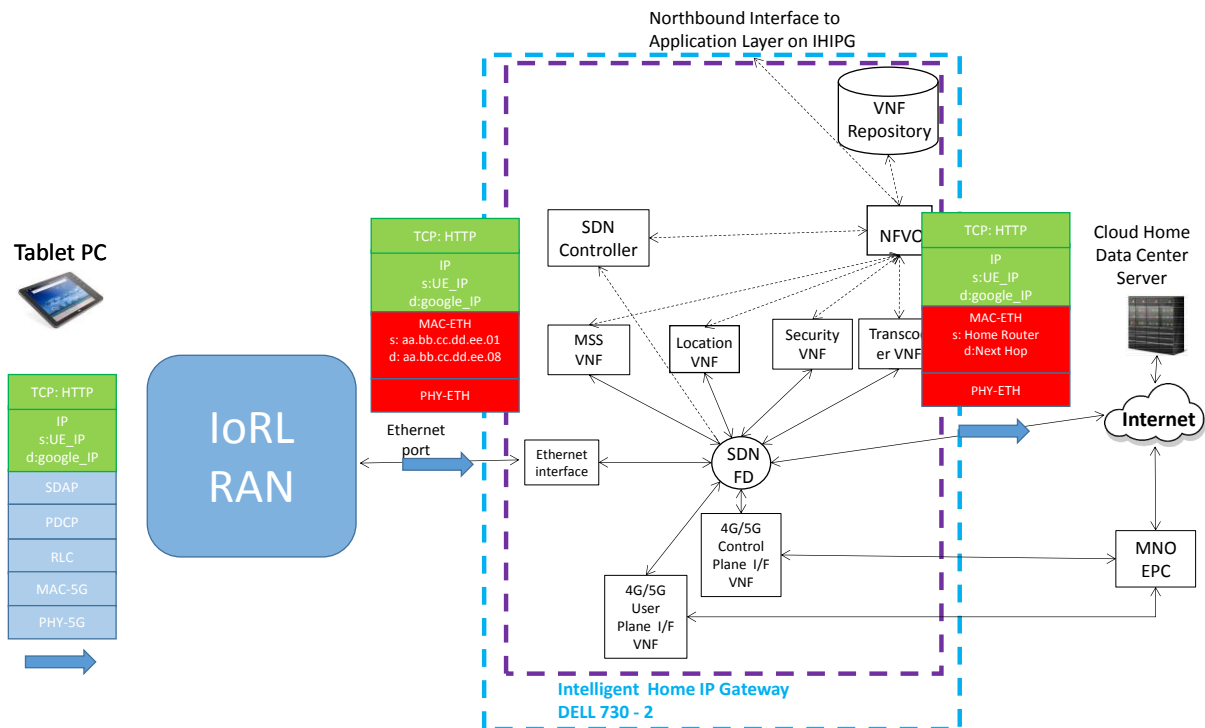 Northbound Interface to
Application Layer on IHIPG
VNF
Repository
SDN
Controller
NFVO
Tablet PC
TCP: HTTP
IP
s:UE_IP
d:google_IP
SDAP
PDCP
RLC
MAC-5G
PHY-5G
IoRL
RAN
TCP: HTTP
IP
s:UE_IP
d:google_IP
MAC-ETH
s: aa.bb.cc.dd.ee.01
d: aa.bb.cc.dd.ee.08
PHY-ETH
Ethernet
port
Ethernet
interface
MSS
VNF
Location
VNF
Security
VNF
Transcod
er VNF
SDN
FD
4G/5G
Control
Plane I/F
VNF
4G/5G
User
Plane I/F
VNF
TCP: HTTP
IP
s:UE_IP
d:google_IP
MAC-ETH
s: Home Router
d:Next Hop
PHY-ETH
Cloud Home
Data Center
Server
Internet
MNO
EPC
Intelligent Home IP Gateway
DELL 730 - 2